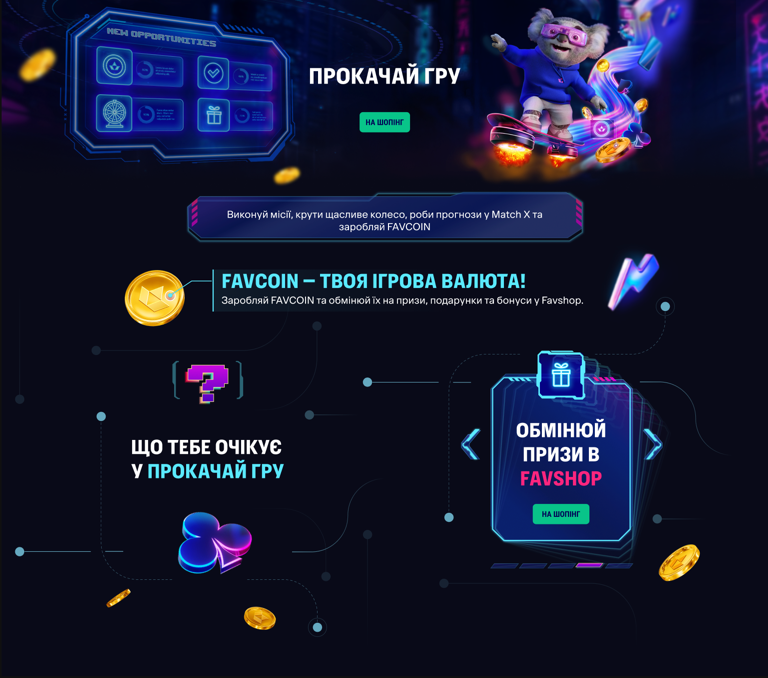 NEW OPPORTUNITIES
ПРОКАЧАЙ ГРУ
НА ШОПІНГ
Виконуй місії, крути щасливе колесо, роби прогнози у Match X та
заробляй FAVCOIN
FAVCOIN – ТВОЯ ІГРОВА ВАЛЮТА!
Заробляй FAVCOIN та обмінюй їх на призи, подарунки та бонуси у Favshop.
ЩО ТЕБЕ ОЧІКУЄ
У ПРОКАЧАЙ ГРУ
ОБМІНЮЙ
ПРИЗИ В
FAVSHOP
НА ШОПІНГ